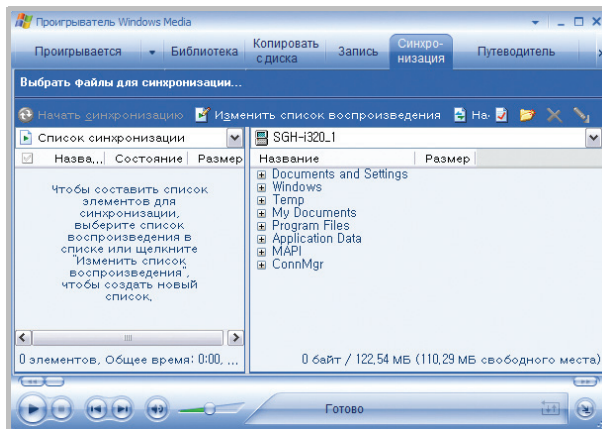 Проигрыватель Windows Media
Проигрывается
Библиотека
Копировать
с диска
Запись
Синхро-
низация
Путеводитель
Выбрать файлы для синхронизации...
Начать синхронизацию
Изменить список воспроизведения
На
Список синхронизации
SGH-i320_1
Назва... Состояние Размер
Название Размер
Чтобы составить список
элементов для
синхронизации,
выберите список
воспроизведения в
списке или щелкните
"Изменить список
воспроизведения",
чтобы создать новый
список.
Documents and Settings
Windows
Temp
My Documents
Program Files
Application Data
MAPI
ConnMgr
0 элементов, Общее время: 0:00, ...
0 байт / 122,54 МБ (110,29 МБ свободного места)
Готово